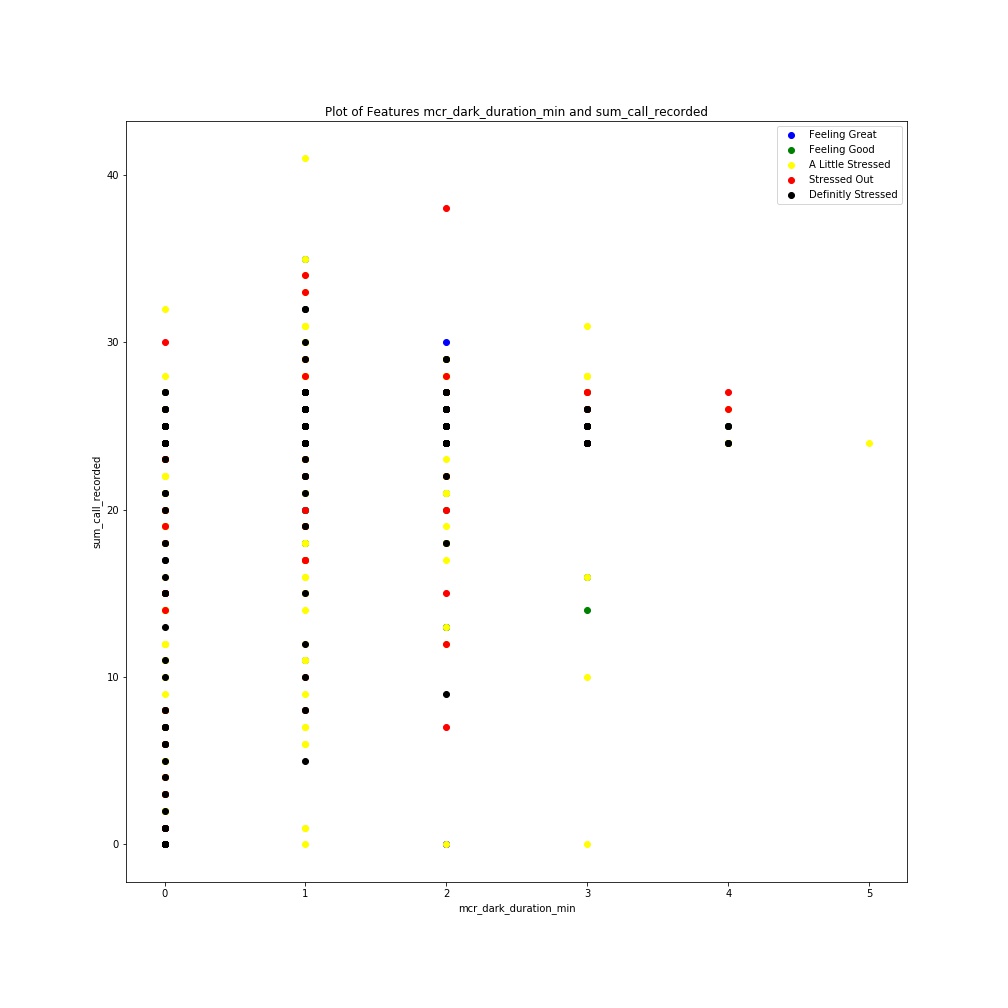 Plot of Features mcr_dark_duration_min and sum_call_recorded
Feeling Great
Feeling Good
A Little Stressed
Stressed Out
Definitly Stressed
40
30
20
10
0
sum_call_recorded
0 1 2 3 4 5
mcr_dark_duration_min